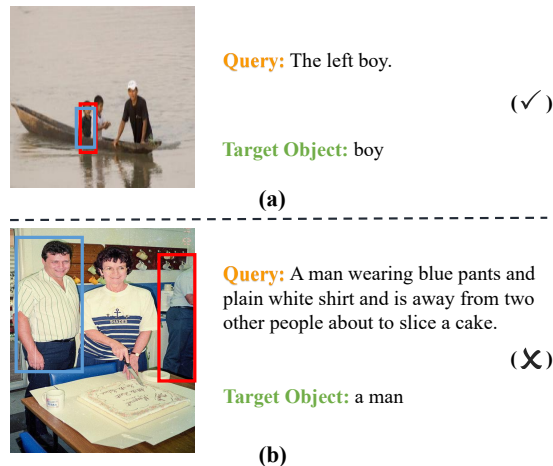 Query: The left boy.
(✓)
Target Object: boy
(a)
Query: A man wearing blue pants and
plain white shirt and is away from two
other people about to slice a cake.
(✗)
Target Object: a man
(b)